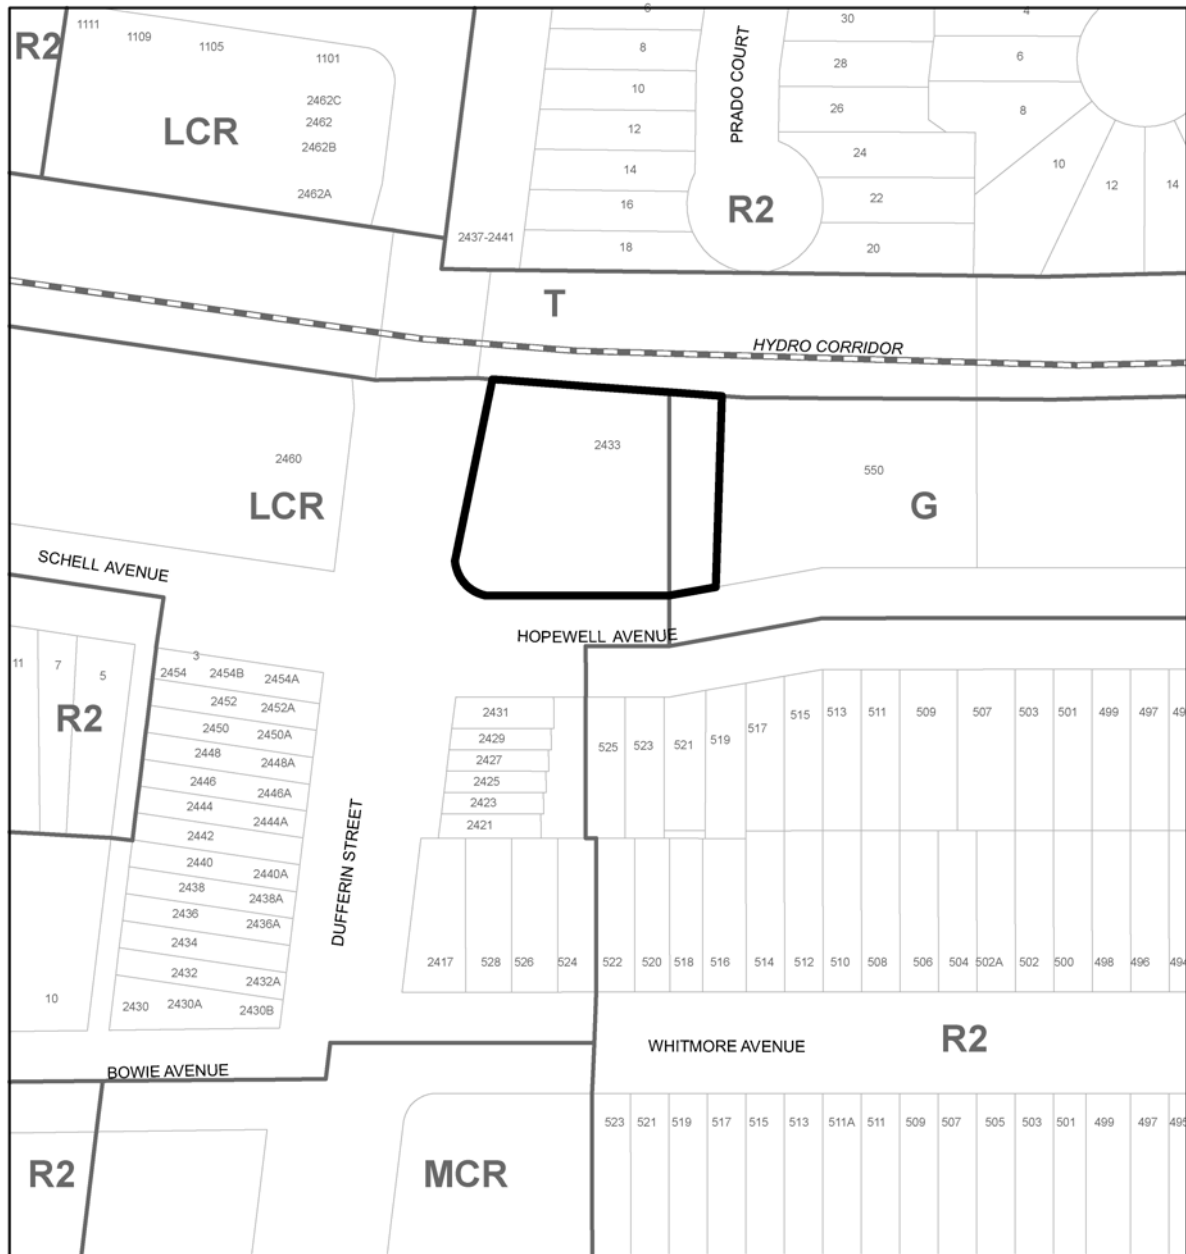 R2
1111
1109
1105
1101
2462C
2462
2462B
2462A
LCR
8
10
12
14
16
18
2437-2441
PRADO COURT
R2
30
28
26
24
22
20
4
6
8
10
12
14
T
HYDRO CORRIDOR
2433
2460
LCR
550
G
SCHELL AVENUE
HOPEWELL AVENUE
11
7
5
R2
3
2454 2454B 2454A
2452 2452A
2450 2450A
2448 2448A
2446 2446A
2444 2444A
2442
2440 2440A
2438 2438A
2436 2436A
2434
2432 2432A
2430 2430A 2430B
10
DUFFERIN STREET
2431
2429
2427
2425
2423
2421
525 523 521 519 517 515 513 511 509 507 503 501 499 497
2417 528 526 524 522 520 518 516 514 512 510 508 506 504 502A 502 500 498 496 494
WHITMORE AVENUE
R2
BOWIE AVENUE
R2
MCR
523 521 519 517 515 513 511A 511 509 507 505 503 501 499 497 495